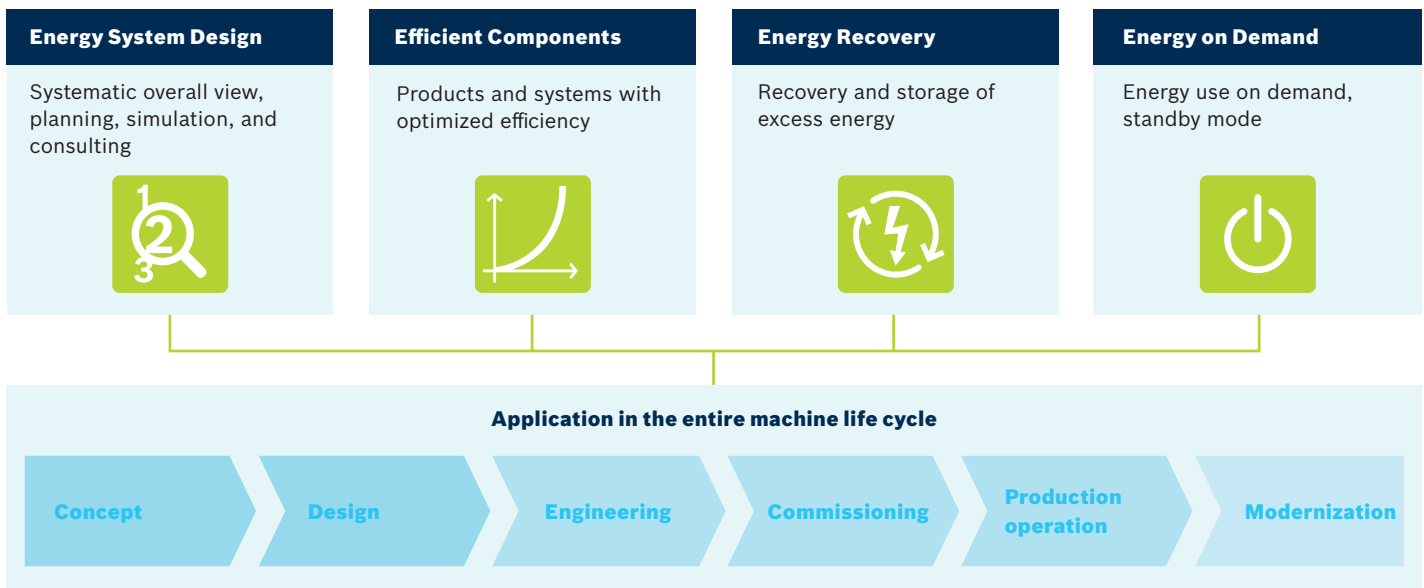 Energy System Design
Systematic overall view,
planning, simulation, and
consulting
1
2
3
Efficient Components
Products and systems with
optimized efficiency
Energy Recovery
Recovery and storage of
excess energy
Energy on Demand
Energy use on demand,
standby mode
Application in the entire machine life cycle
Concept
Design
Engineering
Commissioning
Production
operation
Modernization